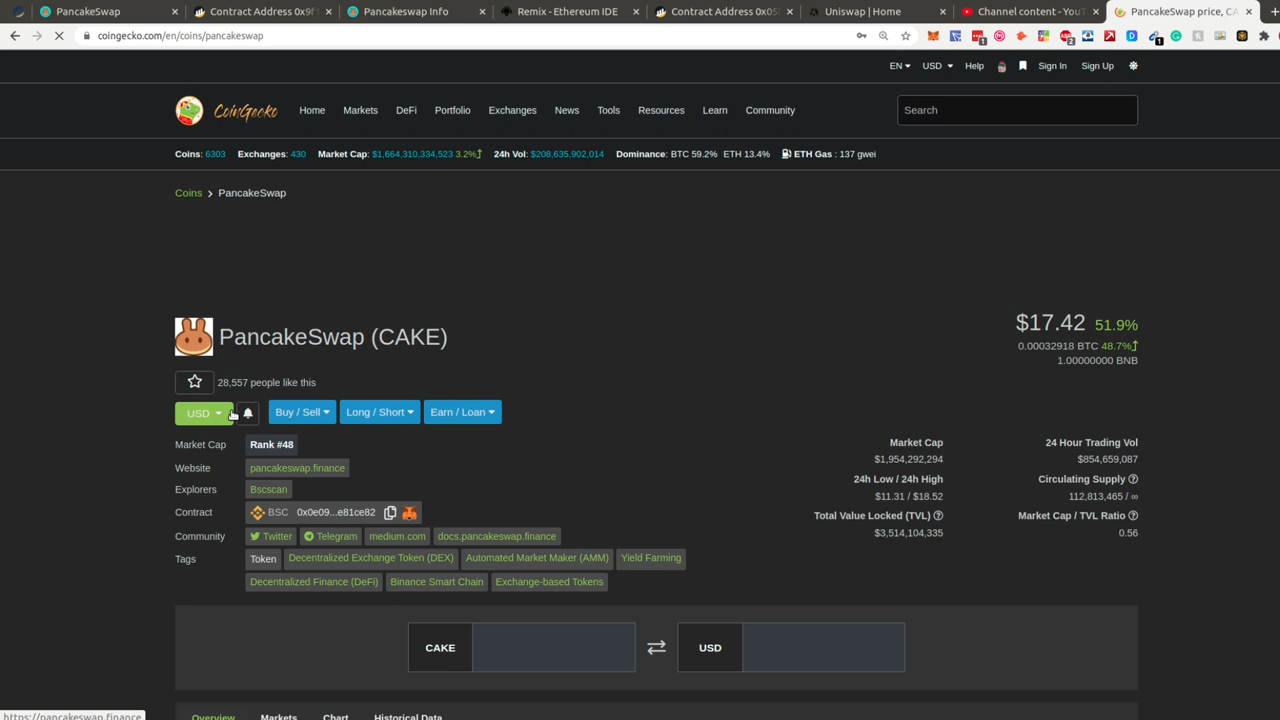 PancakeSwap
Contract Address 0x9f
Pancakeswap Info
Remix - Ethereum IDE
Contract Address 0x05
Uniswap | Home
Channel content - YouT
PancakeSwap price, CA
coingecko.com/en/coins/pancakeswap
EN USD Help Sign In Sign Up
CoinGecko Home Markets DeFi Portfolio Exchanges News Tools Resources Learn Community Search
Coins: 6303 Exchanges: 430 Market Cap: $1,664,310,334,523 3.2% 24h Vol: $208,635,902,014 Dominance: BTC 59.2% ETH 13.4% ETH Gas : 137 gwei
Coins > PancakeSwap
PancakeSwap (CAKE)
$17.42 51.9%
0.00032918 BTC 48.7%
1.00000000 BNB
28,557 people like this
USD Buy / Sell Long / Short Earn / Loan
Market Cap Rank #48
Website pancakeswap.finance
Explorers Bscscan
Contract BSC 0x0e09...e81ce82
Community Twitter Telegram medium.com docs.pancakeswap.finance
Tags Token Decentralized Exchange Token (DEX) Automated Market Maker (AMM) Yield Farming
Decentralized Finance (DeFi) Binance Smart Chain Exchange-based Tokens
Market Cap 24 Hour Trading Vol
$1,954,292,294 $854,659,087
24h Low / 24h High Circulating Supply
$11.31 / $18.52 112,813,465 / ∞
Total Value Locked (TVL) Market Cap / TVL Ratio
$3,514,104,335 0.56
CAKE USD
Overview Markets Chart Historical Data
https://pancakeswap.finance